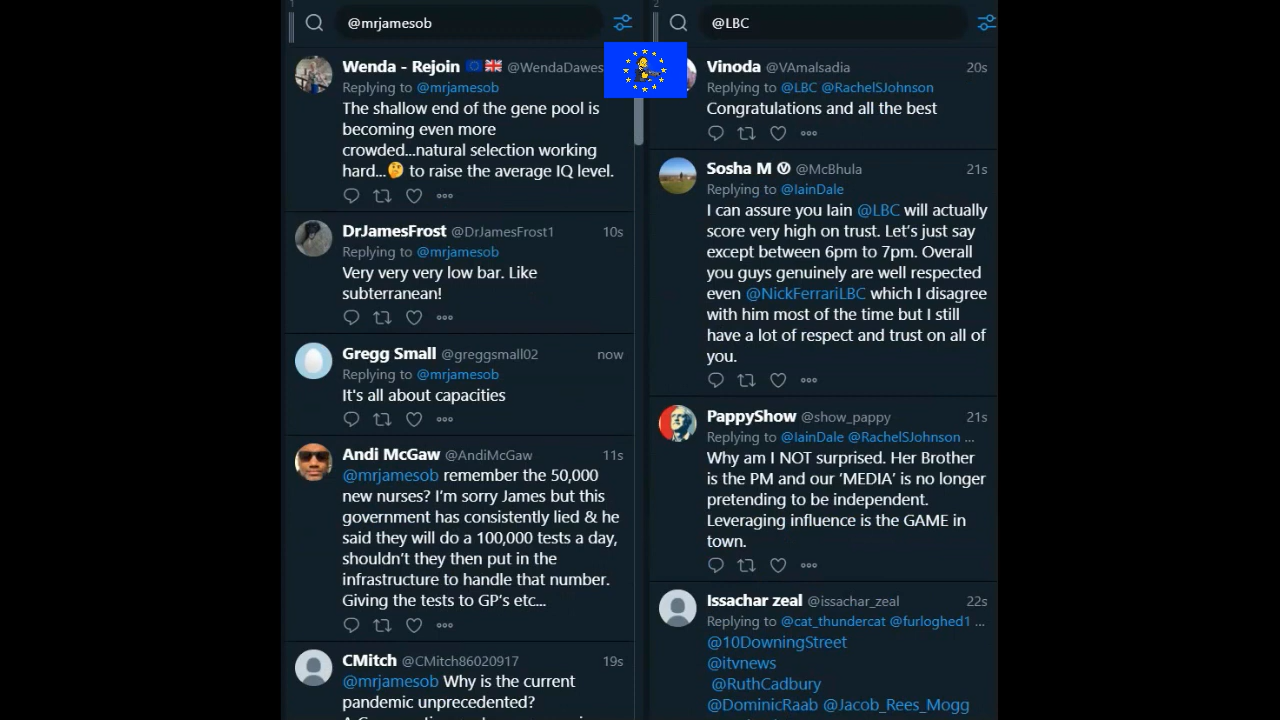 1
@mrjamesob
Wenda - Rejoin 🇪🇺 🇬🇧 @WendaDawes
Replying to @mrjamesob
The shallow end of the gene pool is
becoming even more
crowded...natural selection working
hard...🤔 to raise the average IQ level.
DrJamesFrost @DrJamesFrost1 10s
Replying to @mrjamesob
Very very very low bar. Like
subterranean!
Gregg Small @greggsmall02 now
Replying to @mrjamesob
It's all about capacities
Andi McGaw @AndiMcGaw 11s
@mrjamesob remember the 50,000
new nurses? I'm sorry James but this
government has consistently lied & he
said they will do a 100,000 tests a day,
shouldn't they then put in the
infrastructure to handle that number.
Giving the tests to GP's etc...
CMitch @CMitch86020917 19s
@mrjamesob Why is the current
pandemic unprecedented?
2
@LBC
Vinoda @VAmalsadia 20s
Replying to @LBC @RachelSJohnson
Congratulations and all the best
Sosha M Ⓥ @McBhula 21s
Replying to @IainDale
I can assure you Iain @LBC will actually
score very high on trust. Let's just say
except between 6pm to 7pm. Overall
you guys genuinely are well respected
even @NickFerrariLBC which I disagree
with him most of the time but I still
have a lot of respect and trust on all of
you.
PappyShow @show_pappy 21s
Replying to @IainDale @RachelSJohnson ...
Why am I NOT surprised. Her Brother
is the PM and our 'MEDIA' is no longer
pretending to be independent.
Leveraging influence is the GAME in
town.
Issachar zeal @issachar_zeal 22s
Replying to @cat_thundercat @furloghed1 ...
@10DowningStreet
@itvnews
@RuthCadbury
@DominicRaab @Jacob_Rees_Mogg